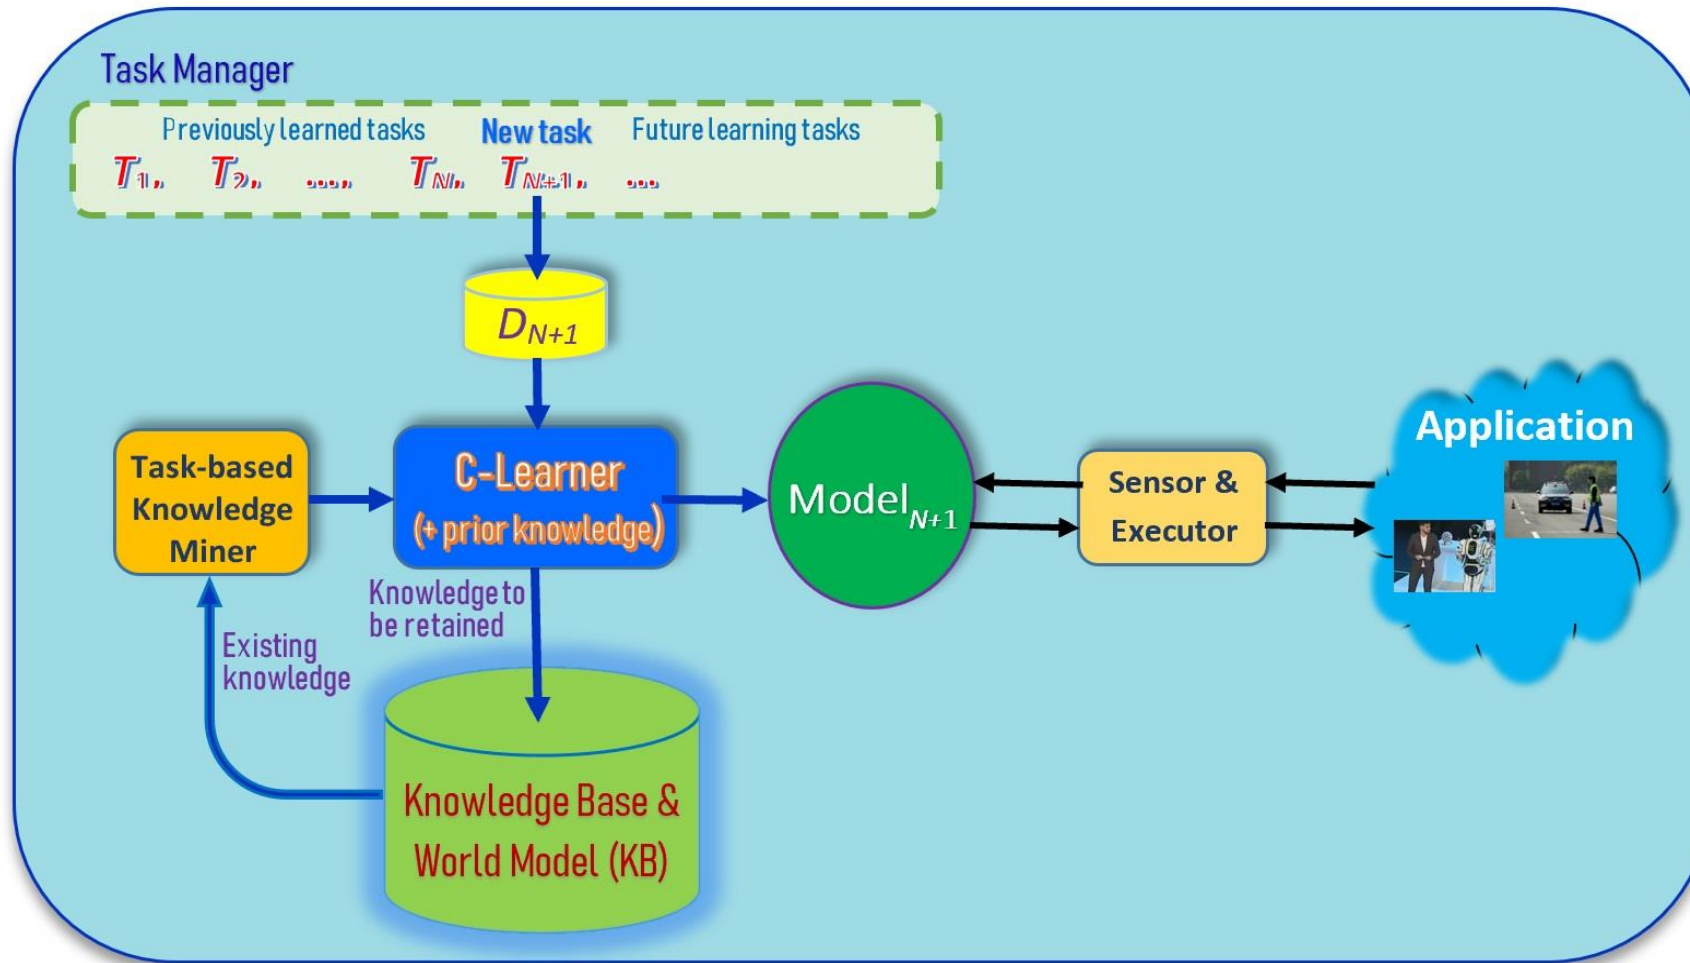 Task Manager
Previously learned tasks New task Future learning tasks
T1, T2, ..., TN, TN+1, ...
DN+1
Task-based
Knowledge
Miner
C-Learner
(+ prior knowledge)
ModelN+1
Sensor &
Executor
Application
Knowledge to
be retained
Existing
knowledge
Knowledge Base &
World Model (KB)